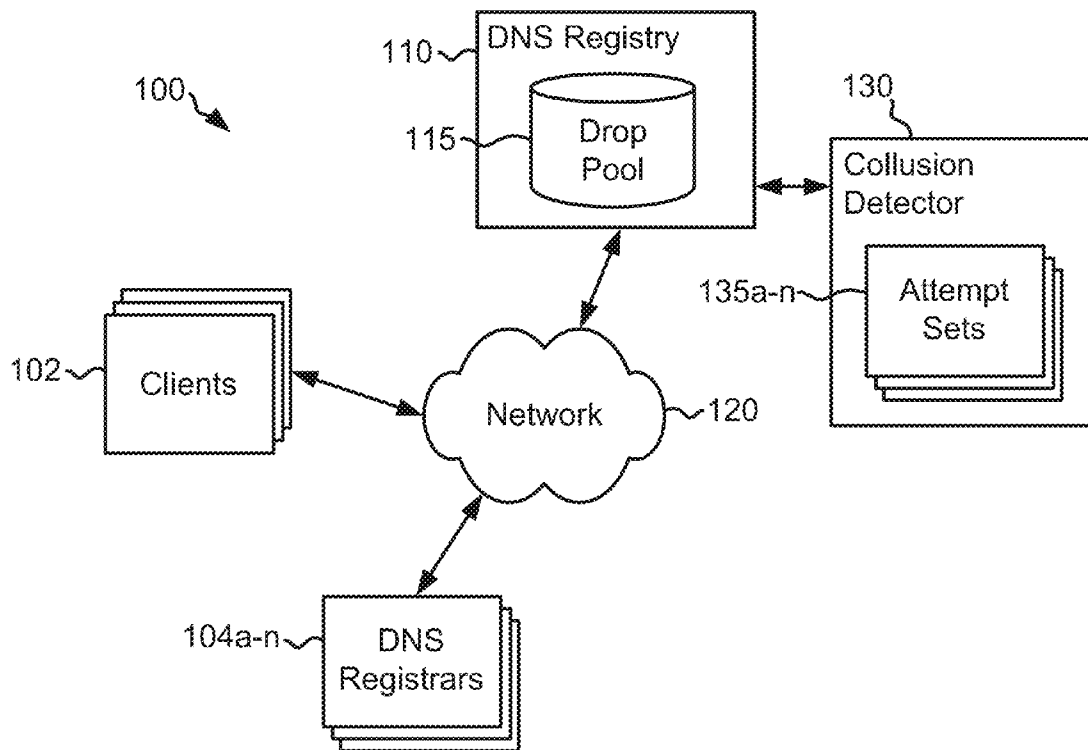 DNS Registry
110
100
130
115
Drop
Pool
Collusion
Detector
135a-n
Attempt
Sets
102
Clients
Network
120
104a-n
DNS
Registrars